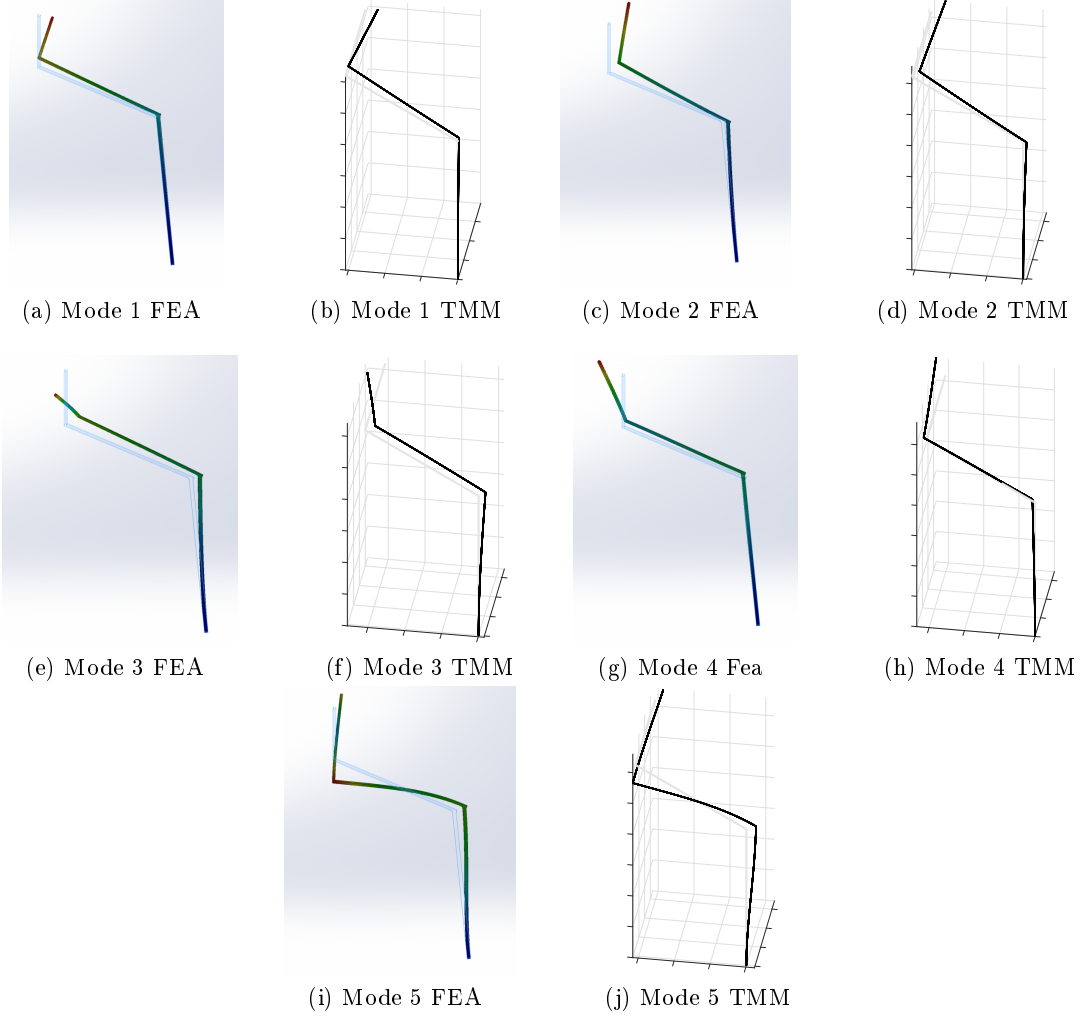 (a) Mode 1 FEA
(b) Mode 1 TMM
(c) Mode 2 FEA
(d) Mode 2 TMM
(e) Mode 3 FEA
(f) Mode 3 TMM
(g) Mode 4 Fea
(h) Mode 4 TMM
(i) Mode 5 FEA
(j) Mode 5 TMM